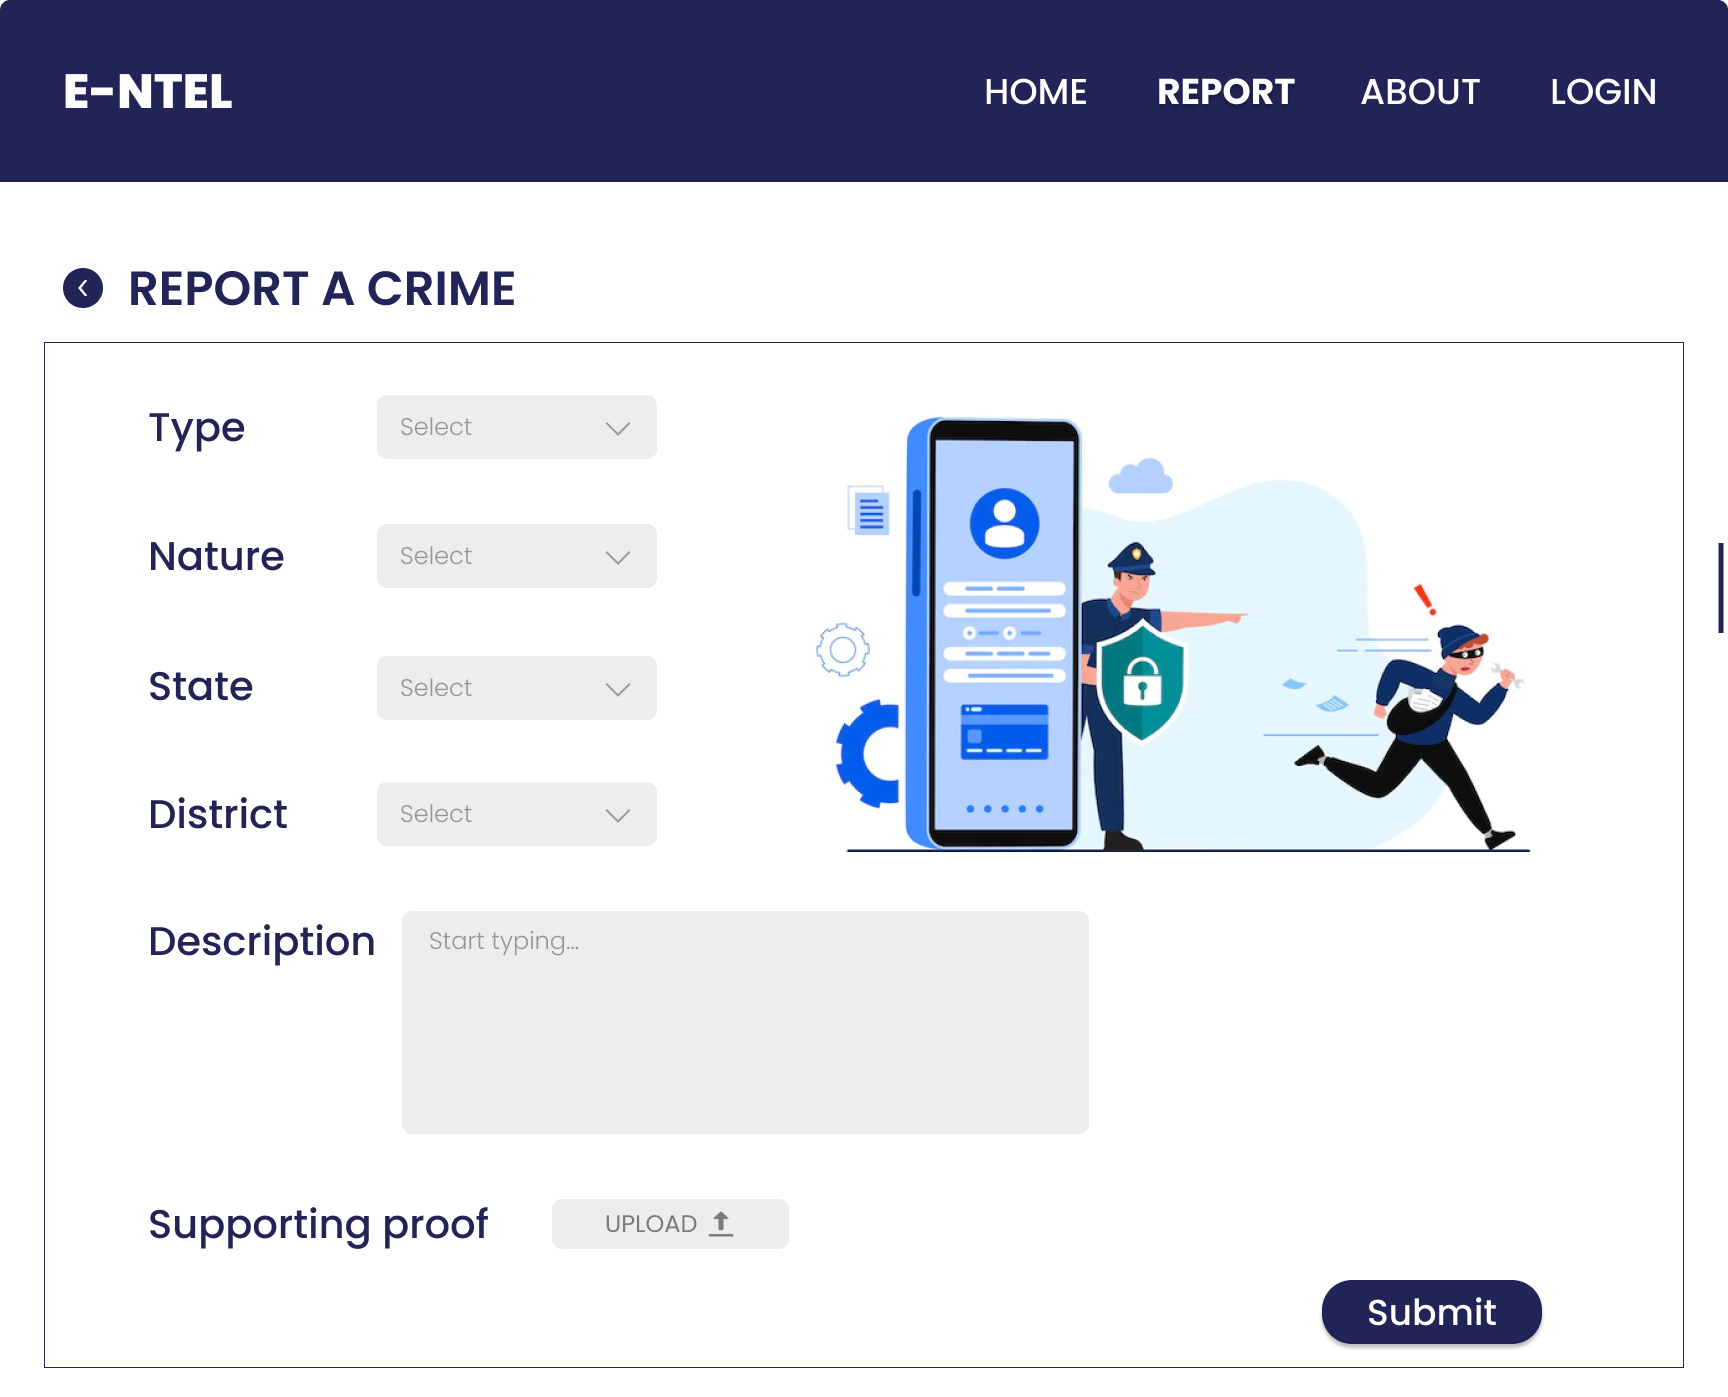 E-NTEL
HOME REPORT ABOUT LOGIN
REPORT A CRIME
Type Select
Nature Select
State Select
District Select
Description Start typing...
Supporting proof UPLOAD
Submit